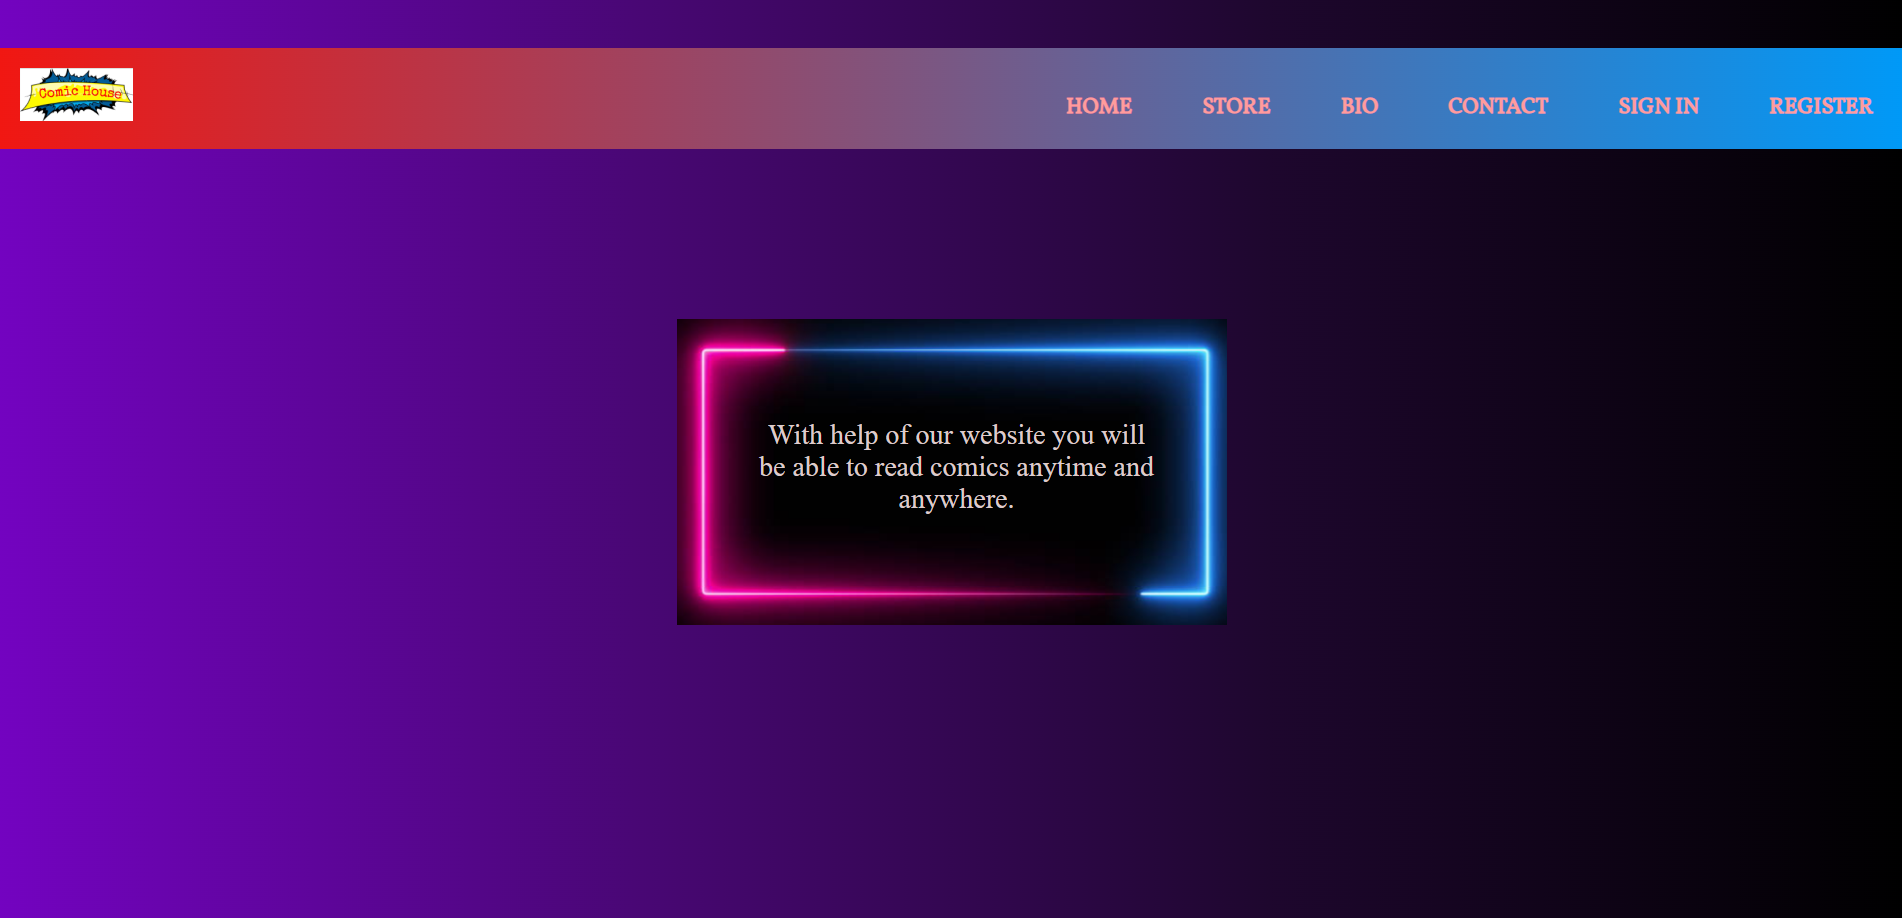 Comic House
HOME STORE BIO CONTACT SIGN IN REGISTER
With help of our website you will
be able to read comics anytime and
anywhere.